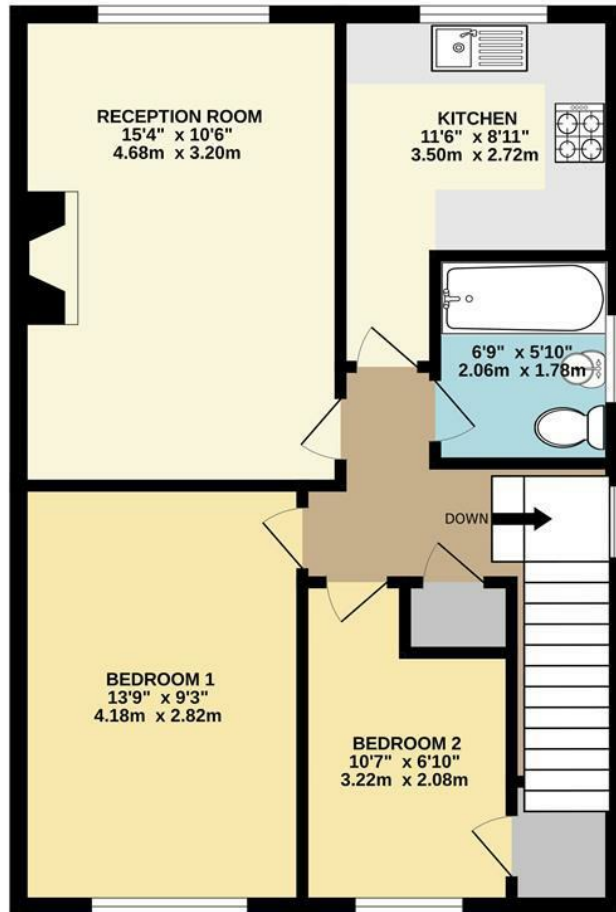 RECEPTION ROOM
15'4" x 10'6"
4.68m x 3.20m
KITCHEN
11'6" x 8'11"
3.50m x 2.72m
6'9" x 5'10"
2.06m x 1.78m
DOWN
BEDROOM 1
13'9" x 9'3"
4.18m x 2.82m
BEDROOM 2
10'7" x 6'10"
3.22m x 2.08m